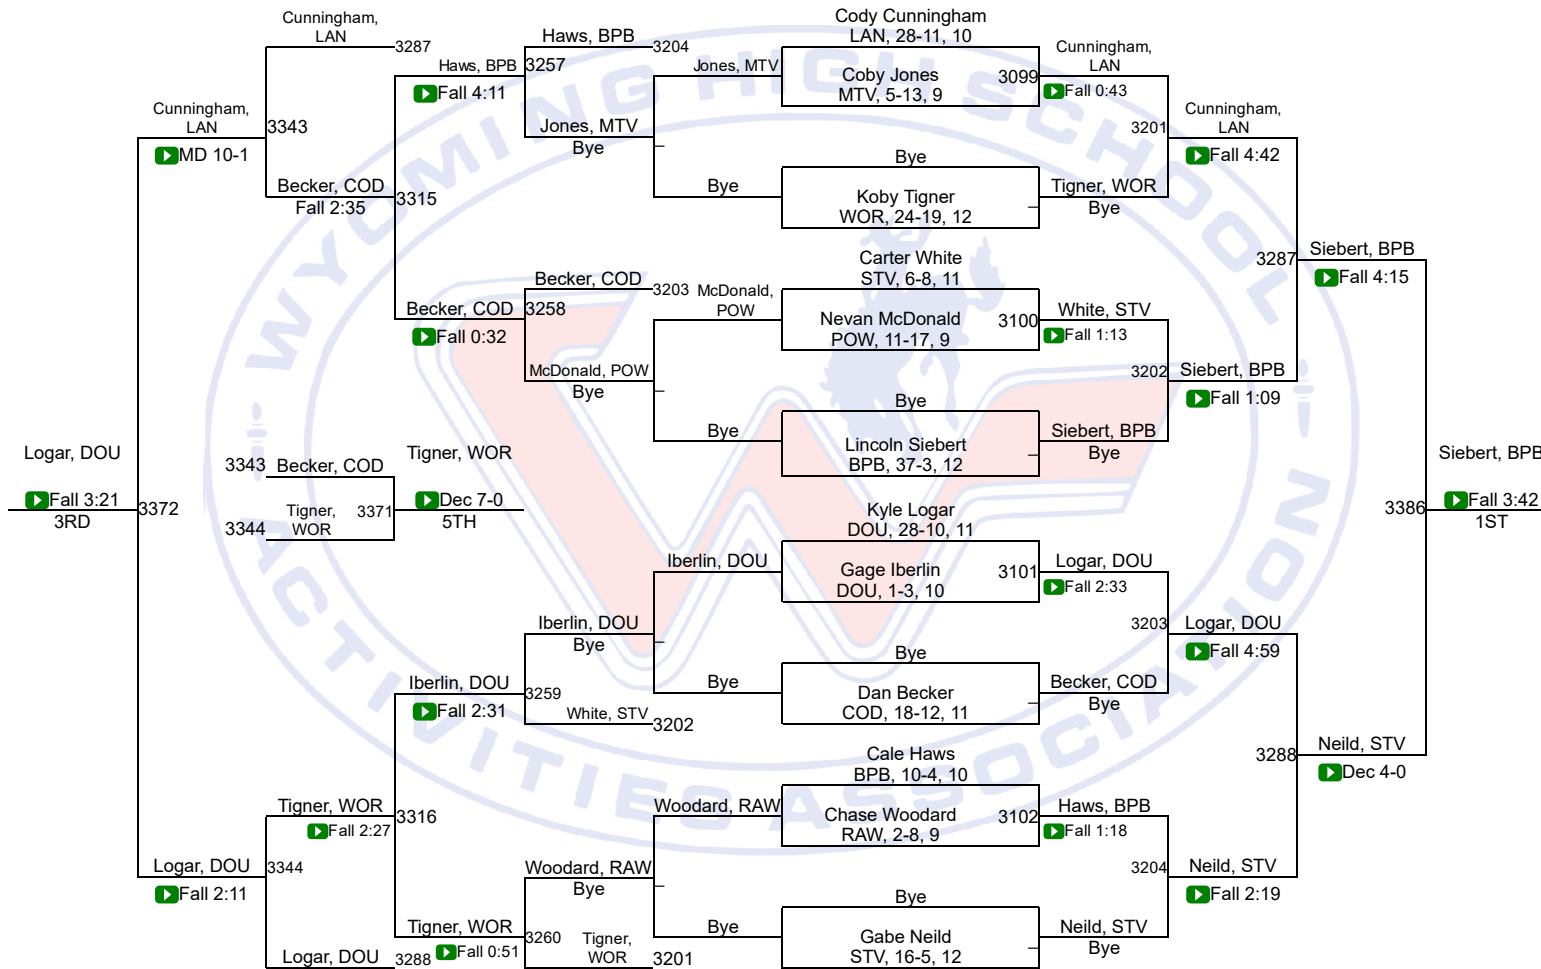 WYOMING HIGH SCHOOL
ACTIVITIES ASSOCIATION
Cunningham,
LAN
3287
Haws, BPB
3204
Cody Cunningham
LAN, 28-11, 10
Cunningham,
LAN
Haws, BPB
3257
Fall 4:11
Jones, MTV
Coby Jones
MTV, 5-13, 9
3099
Fall 0:43
Cunningham,
LAN
3343
MD 10-1
Jones, MTV
Bye
3201
Cunningham,
LAN
Fall 4:42
Becker, COD
Fall 2:35
3315
Bye
Bye
Koby Tigner
WOR, 24-19, 12
Tigner, WOR
Bye
Becker, COD
3203
McDonald,
POW
Carter White
STV, 6-8, 11
3287
Siebert, BPB
Fall 4:15
Becker, COD
3258
Fall 0:32
Nevan McDonald
POW, 11-17, 9
3100
White, STV
Fall 1:13
McDonald, POW
Bye
3202
Siebert, BPB
Fall 1:09
Bye
Bye
Lincoln Siebert
BPB, 37-3, 12
Siebert, BPB
Bye
Logar, DOU
Fall 3:21
3RD
3372
3343
Becker, COD
3344
Tigner,
WOR
3371
Tigner, WOR
Dec 7-0
5TH
Siebert, BPB
3386
Fall 3:42
1ST
Kyle Logar
DOU, 28-10, 11
Iberlin, DOU
Gage Iberlin
DOU, 1-3, 10
3101
Logar, DOU
Fall 2:33
Iberlin, DOU
Bye
3203
Logar, DOU
Fall 4:59
Iberlin, DOU
3259
Fall 2:31
White, STV
3202
Bye
Bye
Dan Becker
COD, 18-12, 11
Becker, COD
Bye
3288
Neild, STV
Dec 4-0
Cale Haws
BPB, 10-4, 10
Tigner, WOR
Fall 2:27
3316
Woodard, RAW
Chase Woodard
RAW, 2-8, 9
3102
Haws, BPB
Fall 1:18
Logar, DOU
Fall 2:11
3344
Woodard, RAW
Bye
3204
Neild, STV
Fall 2:19
Tigner, WOR
3260
Fall 0:51
Tigner,
WOR
3201
Bye
Bye
Gabe Neild
STV, 16-5, 12
Neild, STV
Bye
Logar, DOU
3288